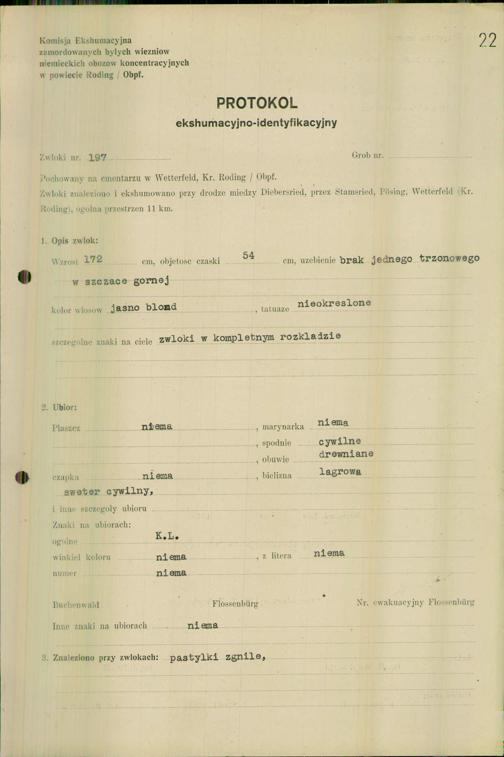 22
Komisja Ekshumacyjna
zamordowanych byłych wiezniow
niemieckich obozow koncentracyjnych
w powiecie Roding / Obpf.
PROTOKOL
ekshumacyjno-identyfikacyjny
Zwłoki nr. 197 Grob nr.
Pochowany na cmentarzu w Wetterfeld, Kr. Roding / Obpf.
Zwłoki znaleziono i ekshumowano przy drodze miedzy Diebersried, przez Stamsried, Pösing, Wetterfeld (Kr.
Roding), ogolna przestrzen 11 km.
1. Opis zwłok:
Wzrost 172 cm, objetosc czaski 54 cm, uzebienie brak jednego trzonowego
w szczace gornej
kolor wlosow jasno blond , tatuaze nieokreslone
szczegolne znaki na ciele zwloki w kompletnym rozkladzie
2. Ubior:
Płaszcz niema , marynarka niema
, spodnie cywilne
, obuwie drewniane
czapka niema , bielizna lagrowa
sweter cywilny,
i inne szczegoly ubioru
Znaki na ubiorach:
ogolne K.L.
winkiel koloru niema , z litera niema
numer niema
Buchenwald Flossenbürg Nr. ewakuacyjny Flossenbürg
Inne znaki na ubiorach niema
3. Znaleziono przy zwlokach: pastylki zgnile,